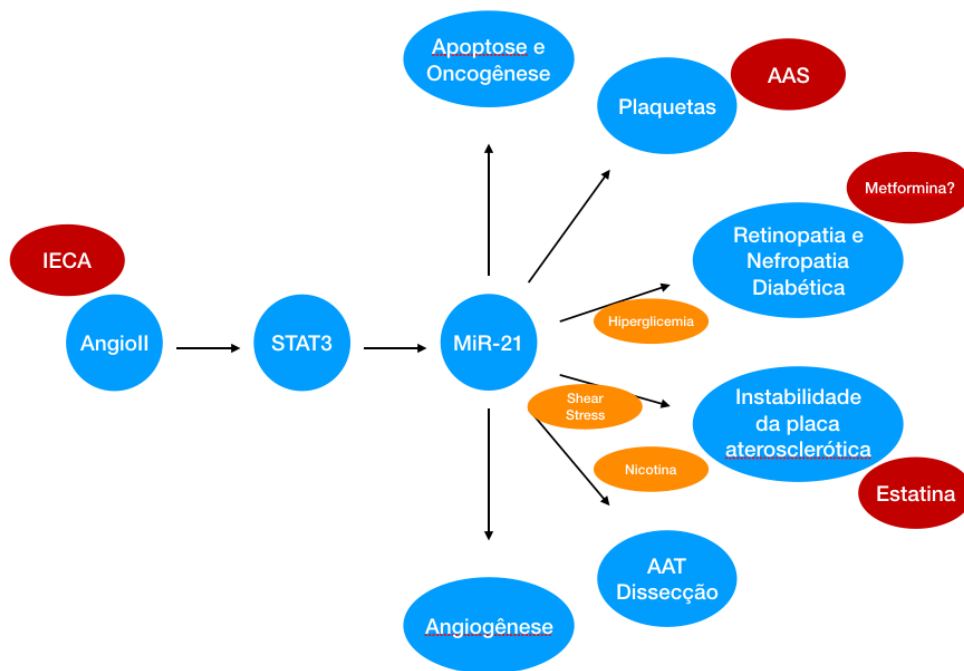 Apoptose e
Oncogênese
Plaquetas
AAS
Metformina?
Retinopatia e
Nefropatia
Diabética
IECA
AngioII
STAT3
MiR-21
Hiperglicemia
Shear
Stress
Instabilidade
da placa
aterosclerótica
Nicotina
Estatina
AAT
Dissecção
Angiogênese